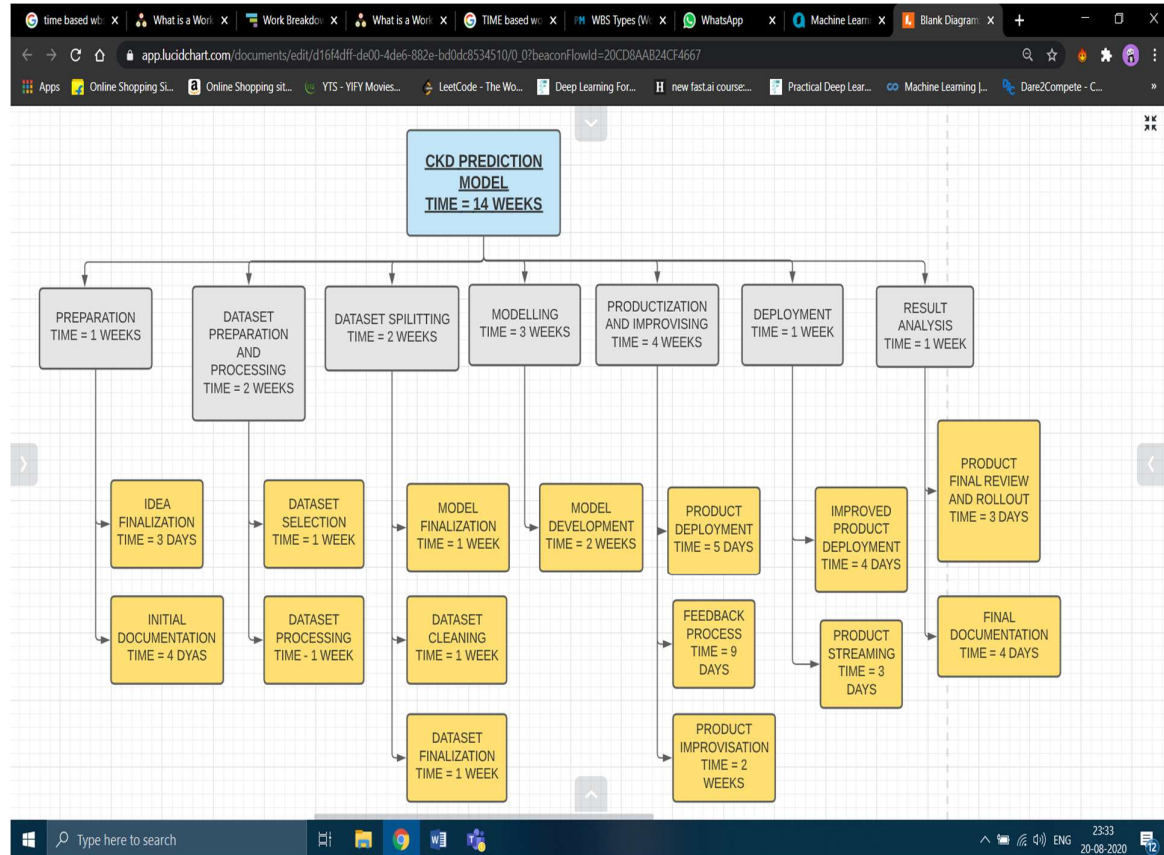 time based wb
What is a Work
Work Breakdow
What is a Work
TIME based wo
PM WBS Types (W
WhatsApp
Machine Learn
Blank Diagram
app.lucidchart.com/documents/edit/d16f4dff-de00-4de6-882e-bd0dc8534510/0_0?beaconFlowId=20CD8AAB24CF4667
Apps
Online Shopping Si...
Online Shopping sit...
YTS - YIFY Movies...
LeetCode - The Wo...
Deep Learning For...
H new fast.ai course:...
Practical Deep Lear...
Machine Learning |...
Dare2Compete - C...
CKD PREDICTION
MODEL
TIME = 14 WEEKS
PREPARATION
TIME = 1 WEEKS
DATASET
PREPARATION
AND
PROCESSING
TIME = 2 WEEKS
DATASET SPILITTING
TIME = 2 WEEKS
MODELLING
TIME = 3 WEEKS
PRODUCTIZATION
AND IMPROVISING
TIME = 4 WEEKS
DEPLOYMENT
TIME = 1 WEEK
RESULT
ANALYSIS
TIME = 1 WEEK
IDEA
FINALIZATION
TIME = 3 DAYS
INITIAL
DOCUMENTATION
TIME = 4 DYAS
DATASET
SELECTION
TIME = 1 WEEK
DATASET
PROCESSING
TIME - 1 WEEK
MODEL
FINALIZATION
TIME = 1 WEEK
DATASET
CLEANING
TIME = 1 WEEK
DATASET
FINALIZATION
TIME = 1 WEEK
MODEL
DEVELOPMENT
TIME = 2 WEEKS
PRODUCT
DEPLOYMENT
TIME = 5 DAYS
FEEDBACK
PROCESS
TIME = 9
DAYS
PRODUCT
IMPROVISATION
TIME = 2
WEEKS
IMPROVED
PRODUCT
DEPLOYMENT
TIME = 4 DAYS
PRODUCT
STREAMING
TIME = 3
DAYS
PRODUCT
FINAL REVIEW
AND ROLLOUT
TIME = 3 DAYS
FINAL
DOCUMENTATION
TIME = 4 DAYS
Type here to search
ENG
23:33
20-08-2020
12